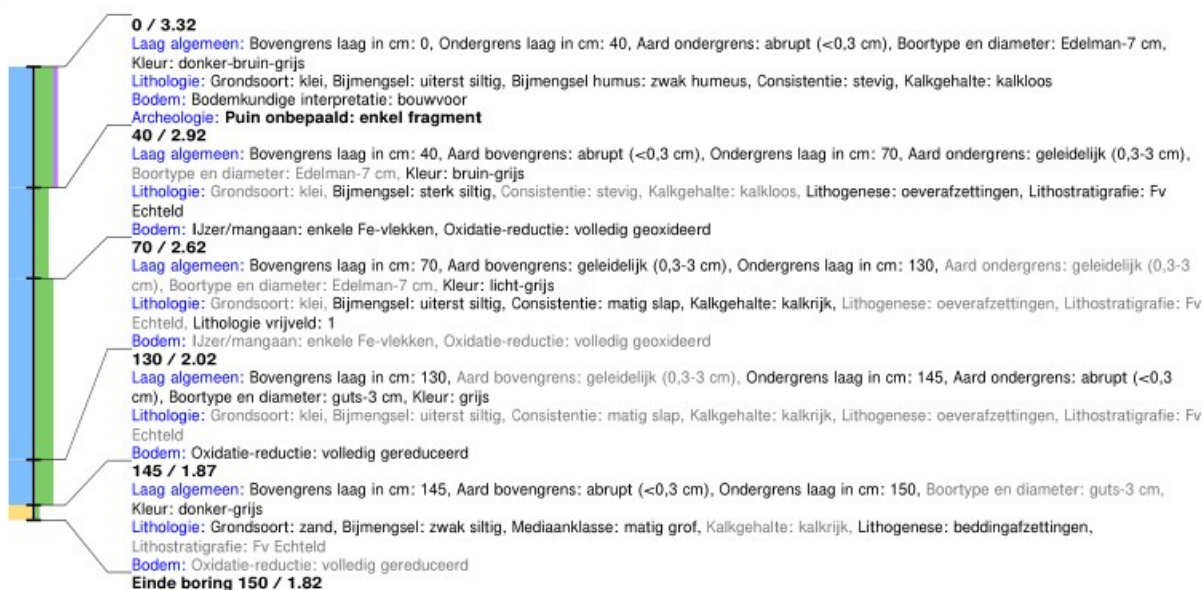 0 / 3.32
Laag algemeen: Bovengrens laag in cm: 0, Ondergrens laag in cm: 40, Aard ondergrens: abrupt (<0,3 cm), Boortype en diameter: Edelman-7 cm,
Kleur: donker-bruin-grijs
Lithologie: Grondsoort: klei, Bijmengsel: uiterst siltig, Bijmengsel humus: zwak humeus, Consistentie: stevig, Kalkgehalte: kalkloos
Bodem: Bodemkundige interpretatie: bouwvoor
Archeologie: Puin onbepaald: enkel fragment
40 / 2.92
Laag algemeen: Bovengrens laag in cm: 40, Aard bovengrens: abrupt (<0,3 cm), Ondergrens laag in cm: 70, Aard ondergrens: geleidelijk (0,3-3 cm),
Boortype en diameter: Edelman-7 cm, Kleur: bruin-grijs
Lithologie: Grondsoort: klei, Bijmengsel: sterk siltig, Consistentie: stevig, Kalkgehalte: kalkloos, Lithogenese: oeverafzettingen, Lithostratigrafie: Fv
Echteld
Bodem: IJzer/mangaan: enkele Fe-vlekken, Oxidatie-reductie: volledig geoxideerd
70 / 2.62
Laag algemeen: Bovengrens laag in cm: 70, Aard bovengrens: geleidelijk (0,3-3 cm), Ondergrens laag in cm: 130, Aard ondergrens: geleidelijk (0,3-3
cm), Boortype en diameter: Edelman-7 cm, Kleur: licht-grijs
Lithologie: Grondsoort: klei, Bijmengsel: uiterst siltig, Consistentie: matig slap, Kalkgehalte: kalkrijk, Lithogenese: oeverafzettingen, Lithostratigrafie: Fv
Echteld, Lithologie vrijveld: 1
Bodem: IJzer/mangaan: enkele Fe-vlekken, Oxidatie-reductie: volledig geoxideerd
130 / 2.02
Laag algemeen: Bovengrens laag in cm: 130, Aard bovengrens: geleidelijk (0,3-3 cm), Ondergrens laag in cm: 145, Aard ondergrens: abrupt (<0,3
cm), Boortype en diameter: guts-3 cm, Kleur: grijs
Lithologie: Grondsoort: klei, Bijmengsel: uiterst siltig, Consistentie: matig slap, Kalkgehalte: kalkrijk, Lithogenese: oeverafzettingen, Lithostratigrafie: Fv
Echteld
Bodem: Oxidatie-reductie: volledig gereduceerd
145 / 1.87
Laag algemeen: Bovengrens laag in cm: 145, Aard bovengrens: abrupt (<0,3 cm), Ondergrens laag in cm: 150, Boortype en diameter: guts-3 cm,
Kleur: donker-grijs
Lithologie: Grondsoort: zand, Bijmengsel: zwak siltig, Mediaanklasse: matig grof, Kalkgehalte: kalkrijk, Lithogenese: beddingafzettingen,
Lithostratigrafie: Fv Echteld
Bodem: Oxidatie-reductie: volledig gereduceerd
Einde boring 150 / 1.82